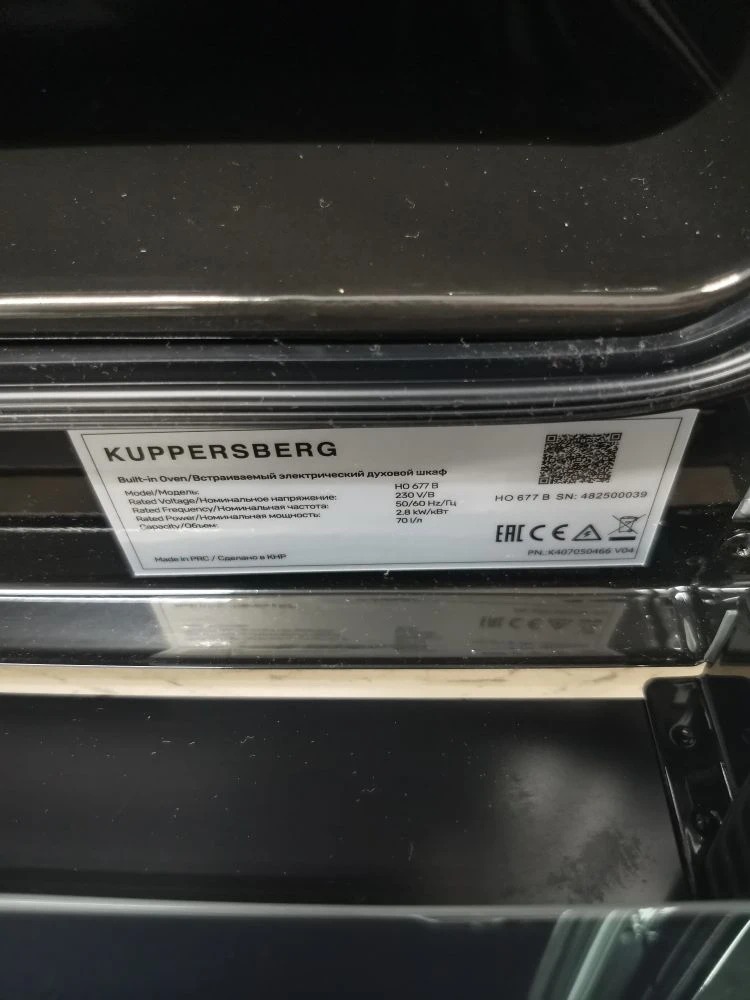 KUPPERSBERG
Built-in Oven/Встраиваемый электрический духовой шкаф
Model/Модель: HO 677 B
Rated Voltage/Номинальное напряжение: 230 V/B
Rated Frequency/Номинальная частота: 50/60 Hz/Гц
Rated Power/Номинальная мощность: 2.8 kW/кВт
Capacity/Объем: 70 l/л
Made in PRC / Сделано в КНР
HO 677 B SN: 482500039
EAC CE
PN.:K407050466 V04